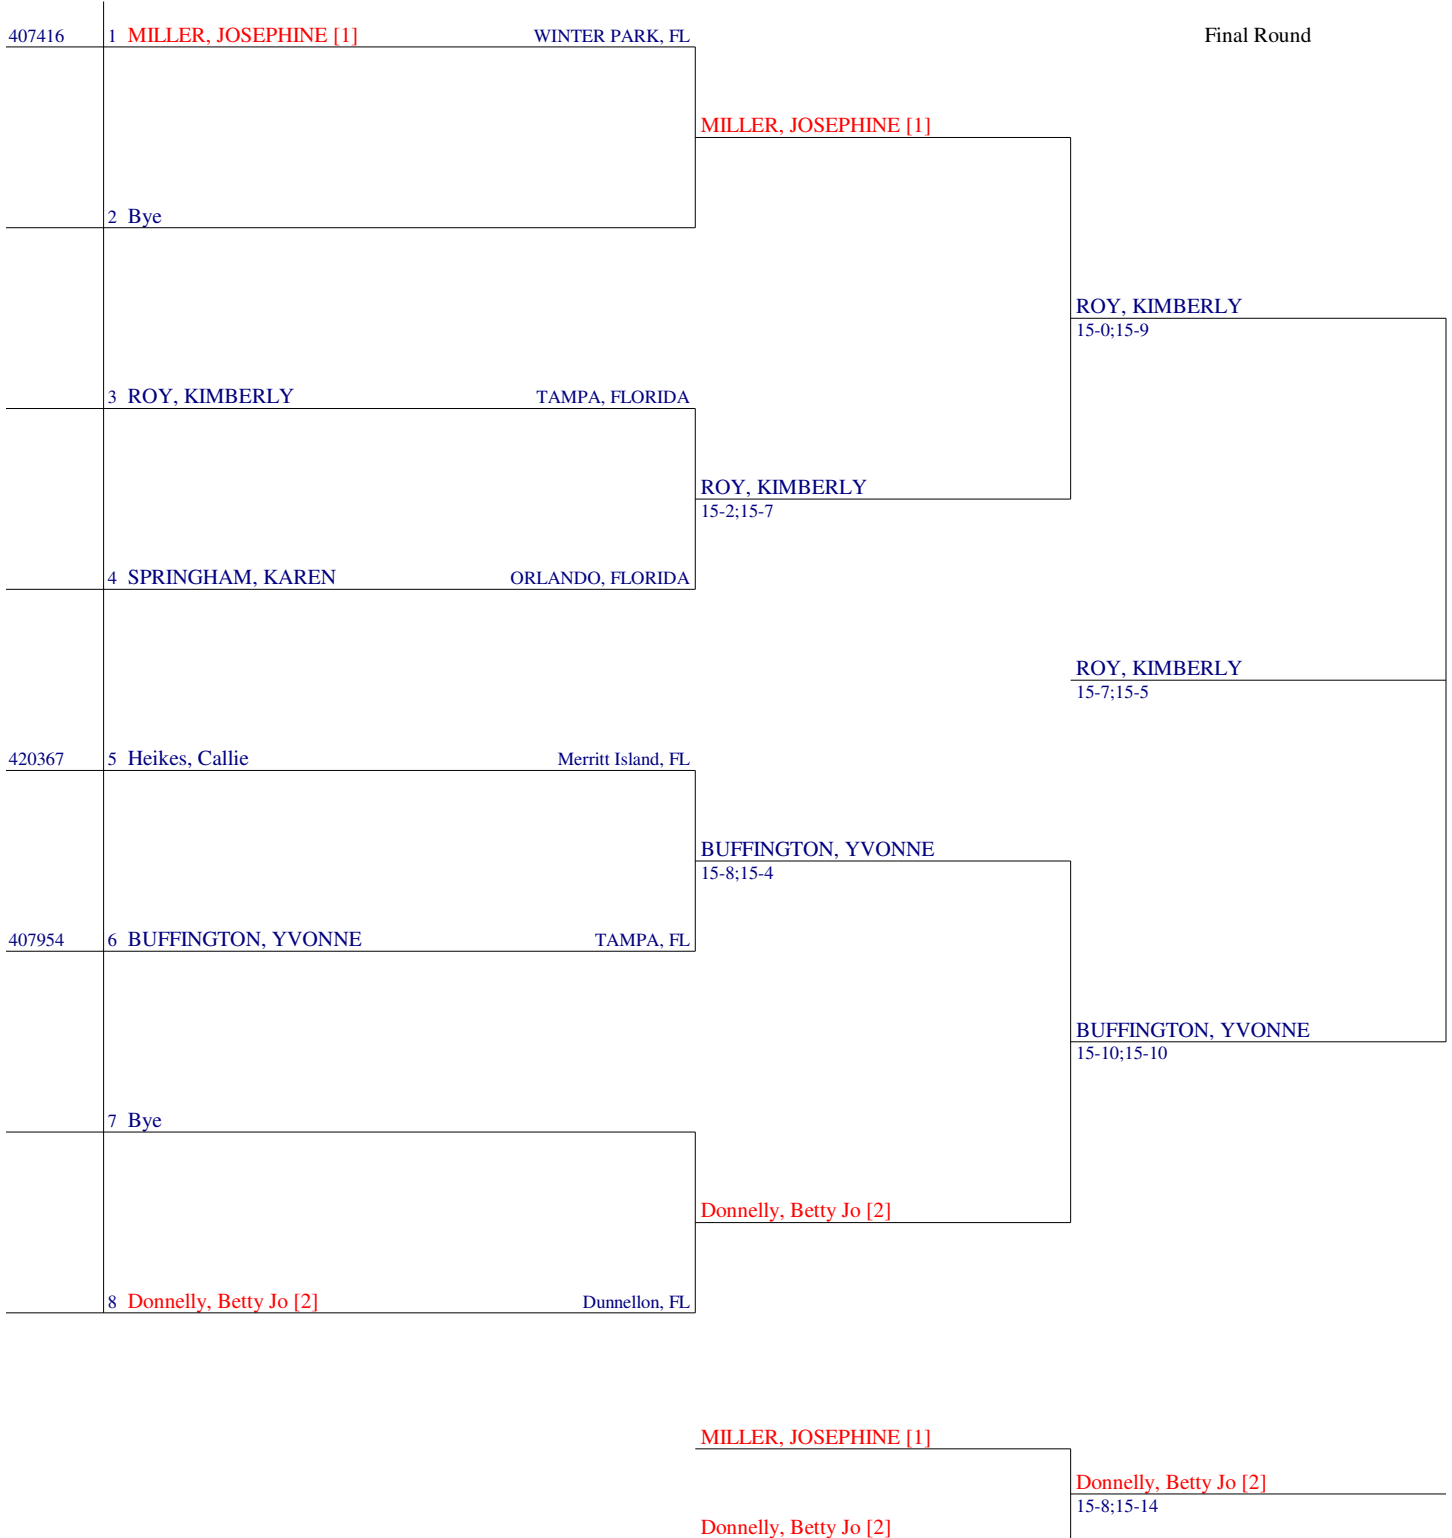 407416 1 MILLER, JOSEPHINE [1] WINTER PARK, FL Final Round
MILLER, JOSEPHINE [1]
2 Bye
ROY, KIMBERLY
15-0;15-9
3 ROY, KIMBERLY TAMPA, FLORIDA
ROY, KIMBERLY
15-2;15-7
4 SPRINGHAM, KAREN ORLANDO, FLORIDA
ROY, KIMBERLY
15-7;15-5
420367 5 Heikes, Callie Merritt Island, FL
BUFFINGTON, YVONNE
15-8;15-4
407954 6 BUFFINGTON, YVONNE TAMPA, FL
BUFFINGTON, YVONNE
15-10;15-10
7 Bye
Donnelly, Betty Jo [2]
8 Donnelly, Betty Jo [2] Dunnellon, FL
MILLER, JOSEPHINE [1]
Donnelly, Betty Jo [2]
15-8;15-14
Donnelly, Betty Jo [2]